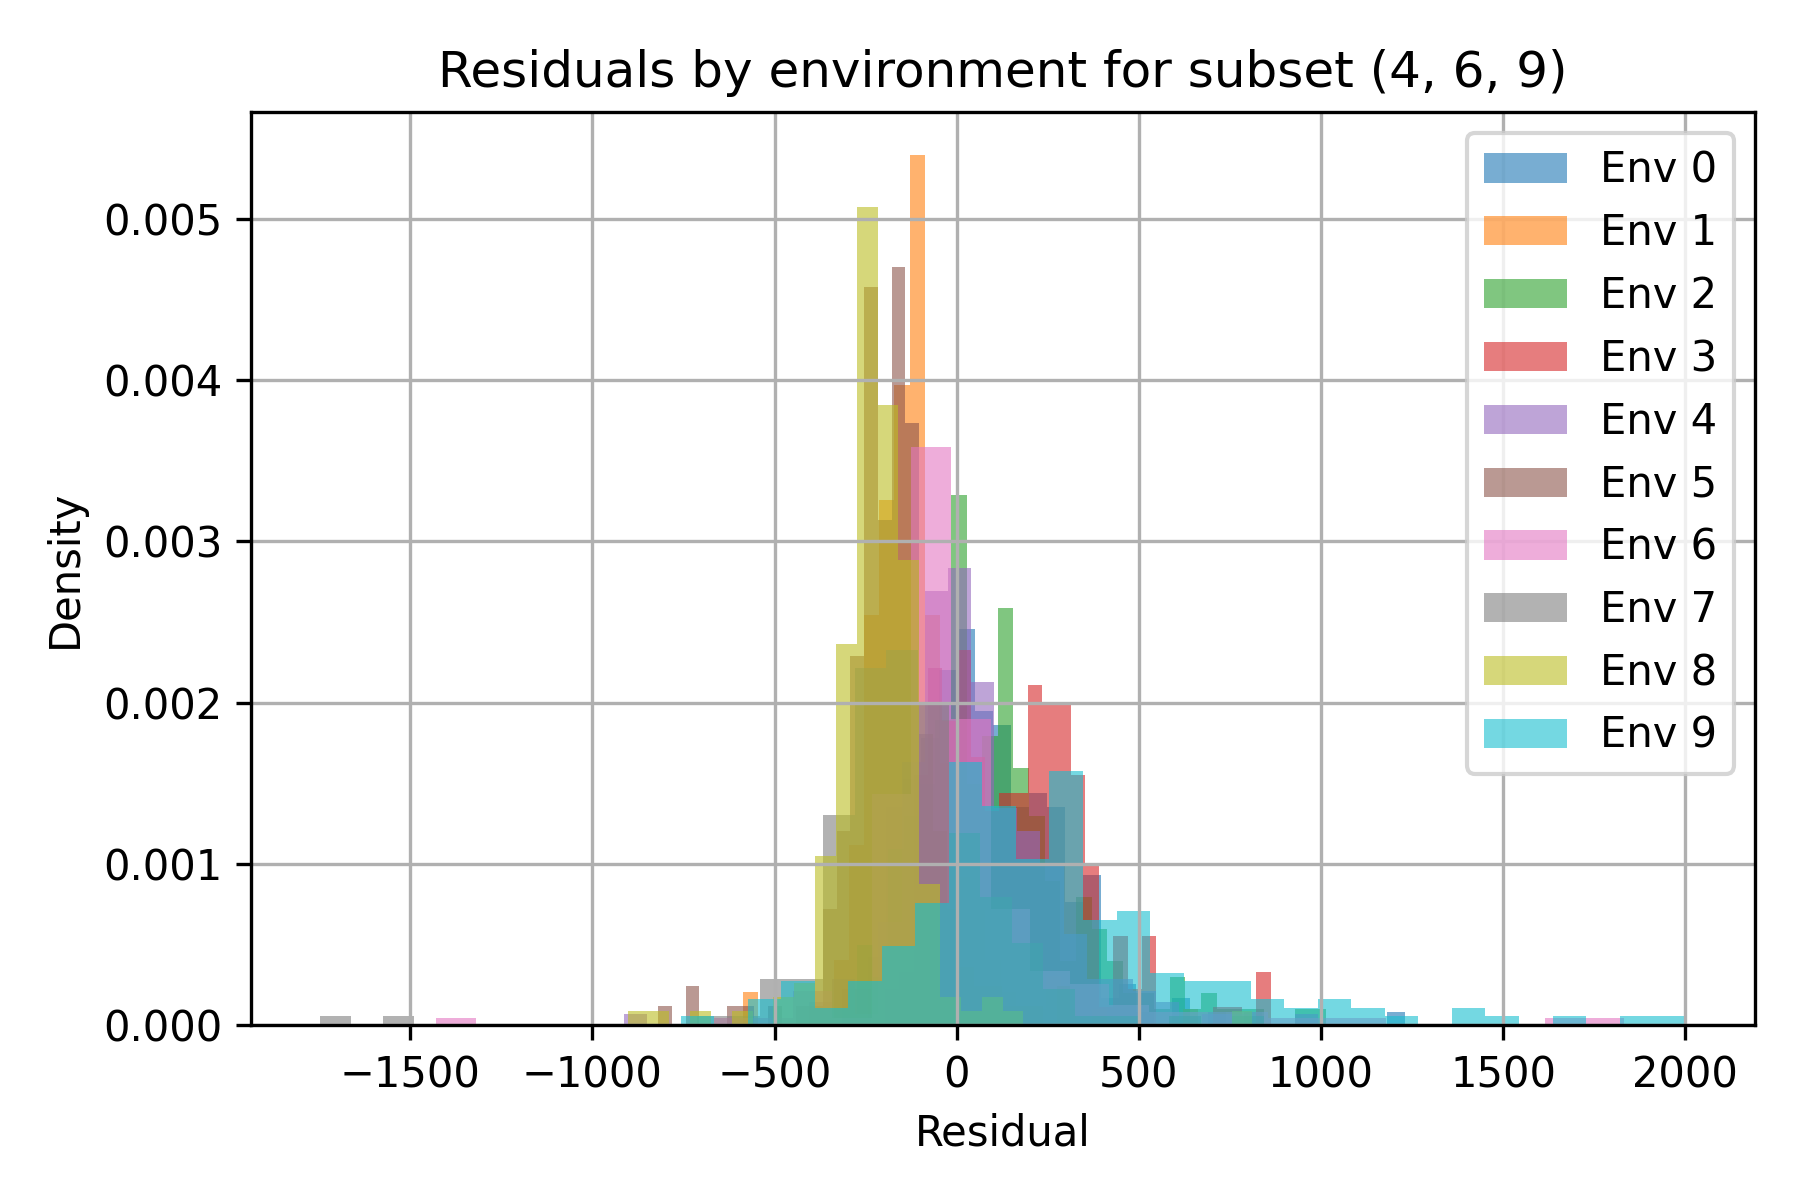 Residuals by environment for subset (4, 6, 9)
Density
0.005
0.004
0.003
0.002
0.001
0.000
Env 0
Env 1
Env 2
Env 3
Env 4
Env 5
Env 6
Env 7
Env 8
Env 9
−1500 −1000 −500 0 500 1000 1500 2000
Residual